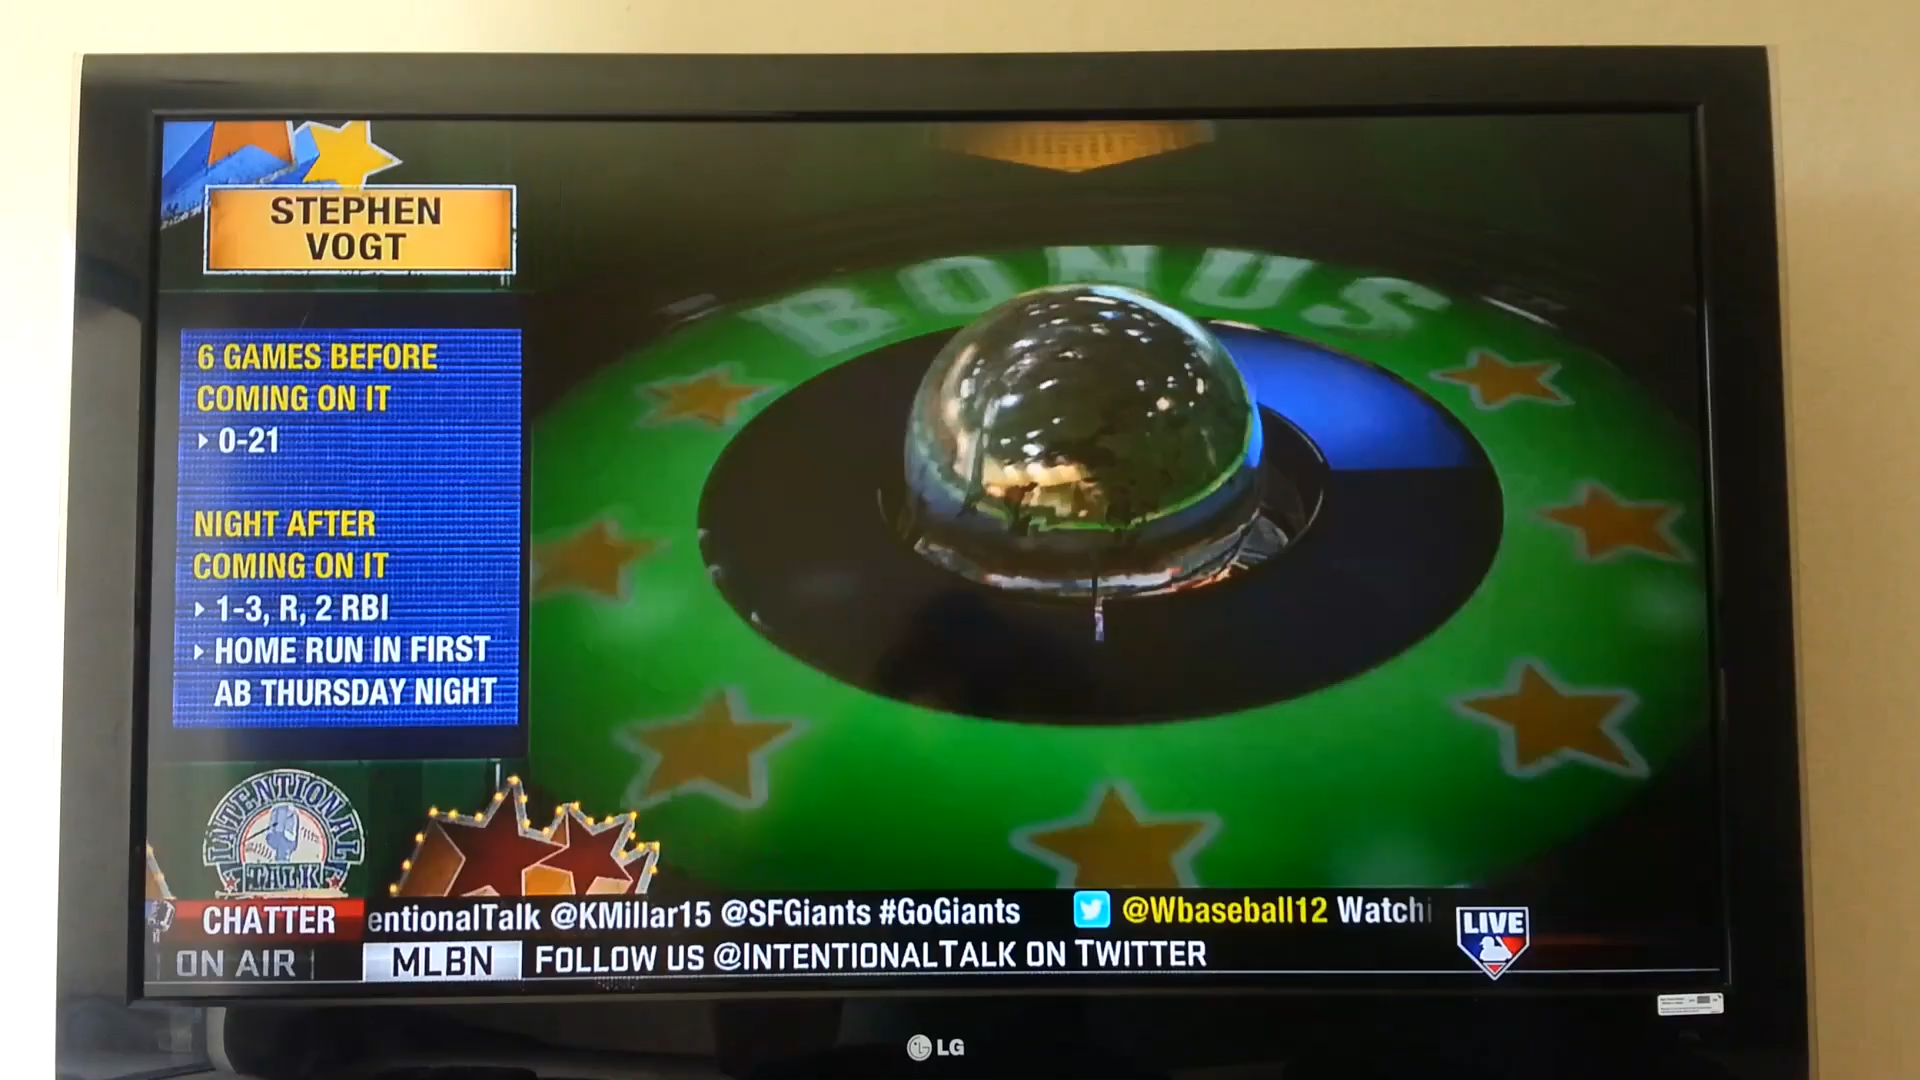 STEPHEN
VOGT
BONUS
6 GAMES BEFORE
COMING ON IT
0-21
NIGHT AFTER
COMING ON IT
1-3, R, 2 RBI
HOME RUN IN FIRST
AB THURSDAY NIGHT
INTENTIONAL
TALK
CHATTER
entionalTalk @KMillar15 @SFGiants #GoGiants @Wbaseball12 Watchi
LIVE
ON AIR
MLBN
FOLLOW US @INTENTIONALTALK ON TWITTER
LG